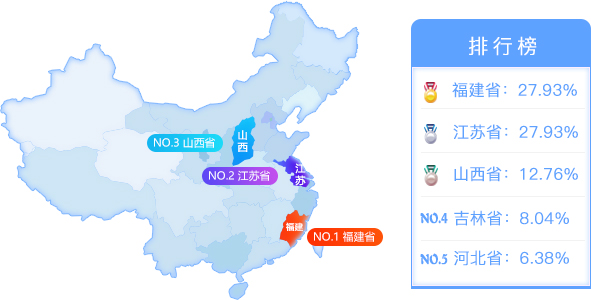 山西
NO.3 山西省
NO.2 江苏省
江苏
福建
NO.1 福建省
排行榜
福建省：27.93%
江苏省：27.93%
山西省：12.76%
NO.4 吉林省：8.04%
NO.5 河北省：6.38%